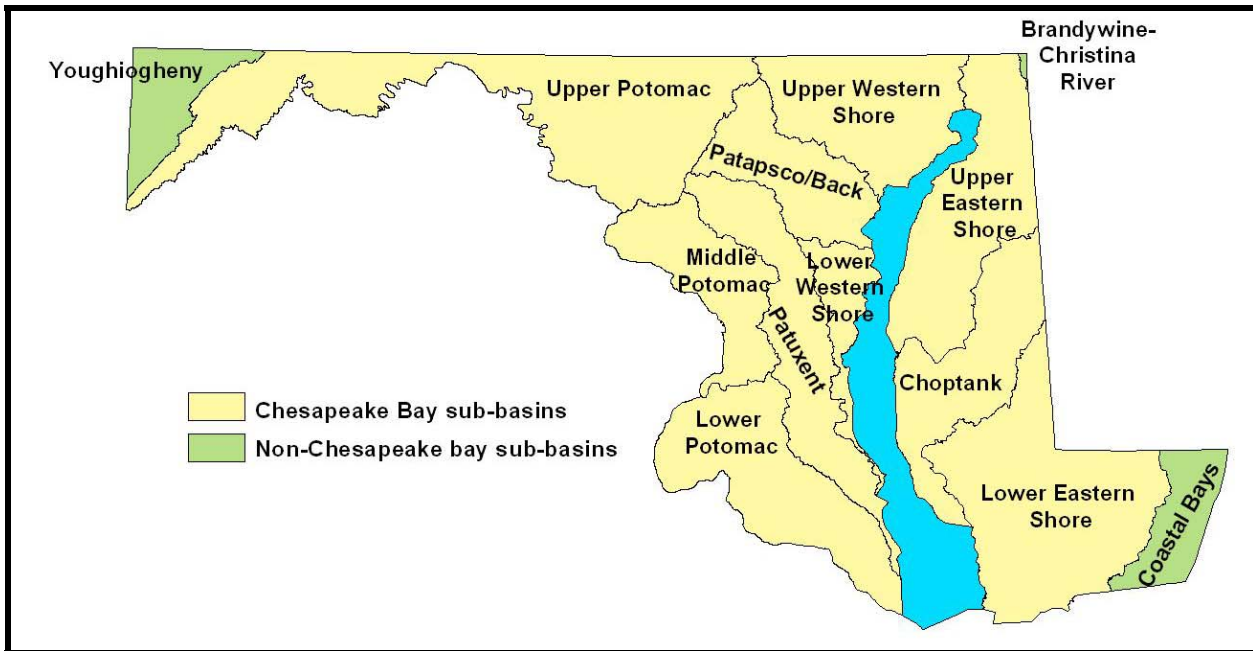 Youghiogheny
Upper Potomac
Upper Western
Shore
Brandywine-
Christina
River
Patapsco/Back
Upper
Eastern
Shore
Middle
Potomac
Lower
Western
Shore
Patuxent
Choptank
Lower
Potomac
Lower Eastern
Shore
Coastal Bays
Chesapeake Bay sub-basins
Non-Chesapeake bay sub-basins